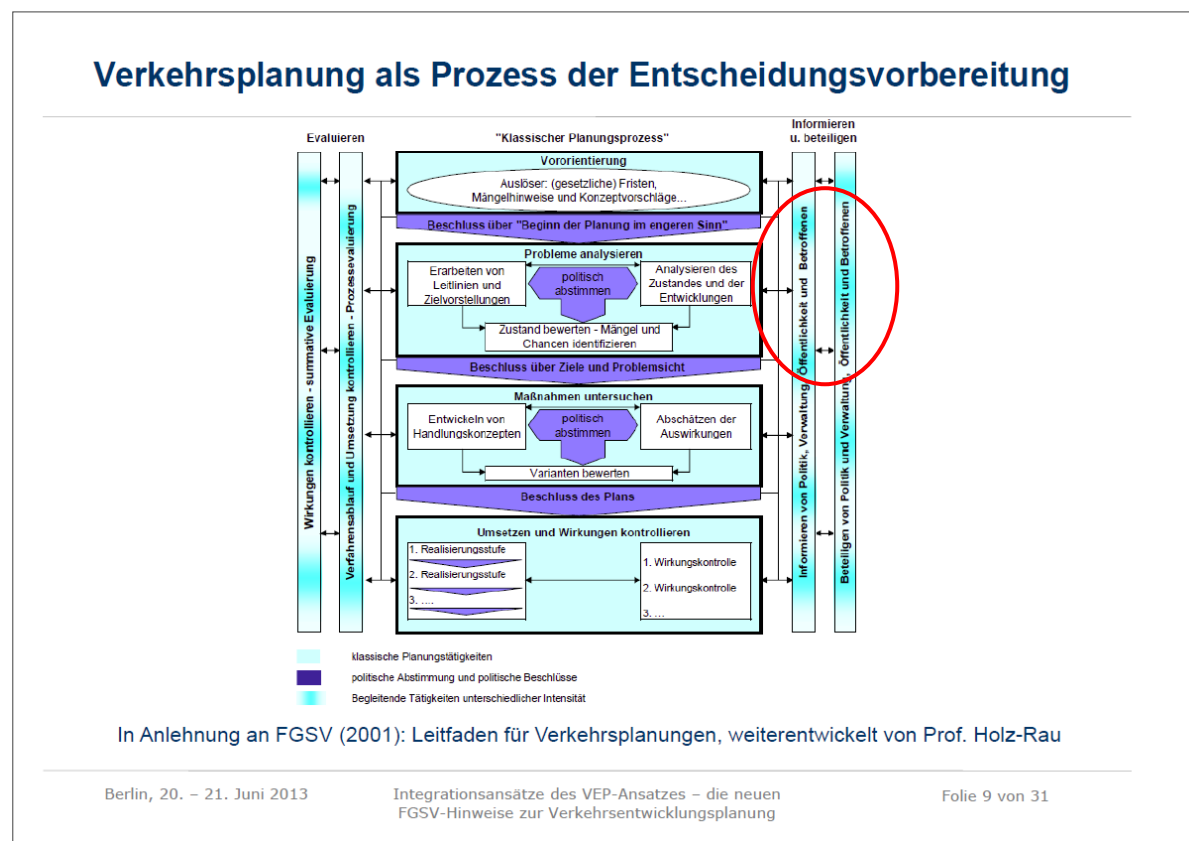 Verkehrsplanung als Prozess der Entscheidungsvorbereitung
Evaluieren
"Klassischer Planungsprozess"
Informieren
u. beteiligen
Wirkungen kontrollieren - summative Evaluierung
Verfahrensablauf und Umsetzung kontrollieren - Prozessevaluierung
Vororientierung
Auslöser: (gesetzliche) Fristen,
Mängelhinweise und Konzeptvorschläge...
Beschluss über "Beginn der Planung im engeren Sinn"
Probleme analysieren
Erarbeiten von
Leitlinien und
Zielvorstellungen
politisch
abstimmen
Analysieren des
Zustandes und der
Entwicklungen
Zustand bewerten - Mängel und
Chancen identifizieren
Beschluss über Ziele und Problemsicht
Maßnahmen untersuchen
Entwickeln von
Handlungskonzepten
politisch
abstimmen
Abschätzen der
Auswirkungen
Varianten bewerten
Beschluss des Plans
Umsetzen und Wirkungen kontrollieren
1. Realisierungsstufe
2. Realisierungsstufe
3. ....
1. Wirkungskontrolle
2. Wirkungskontrolle
3. ...
Informieren von Politik, Verwaltung, Öffentlichkeit und Betroffenen
Beteiligen von Politik und Verwaltung, Öffentlichkeit und Betroffenen
klassische Planungstätigkeiten
politische Abstimmung und politische Beschlüsse
Begleitende Tätigkeiten unterschiedlicher Intensität
In Anlehnung an FGSV (2001): Leitfaden für Verkehrsplanungen, weiterentwickelt von Prof. Holz-Rau
Berlin, 20. – 21. Juni 2013
Integrationsansätze des VEP-Ansatzes – die neuen
FGSV-Hinweise zur Verkehrsentwicklungsplanung
Folie 9 von 31